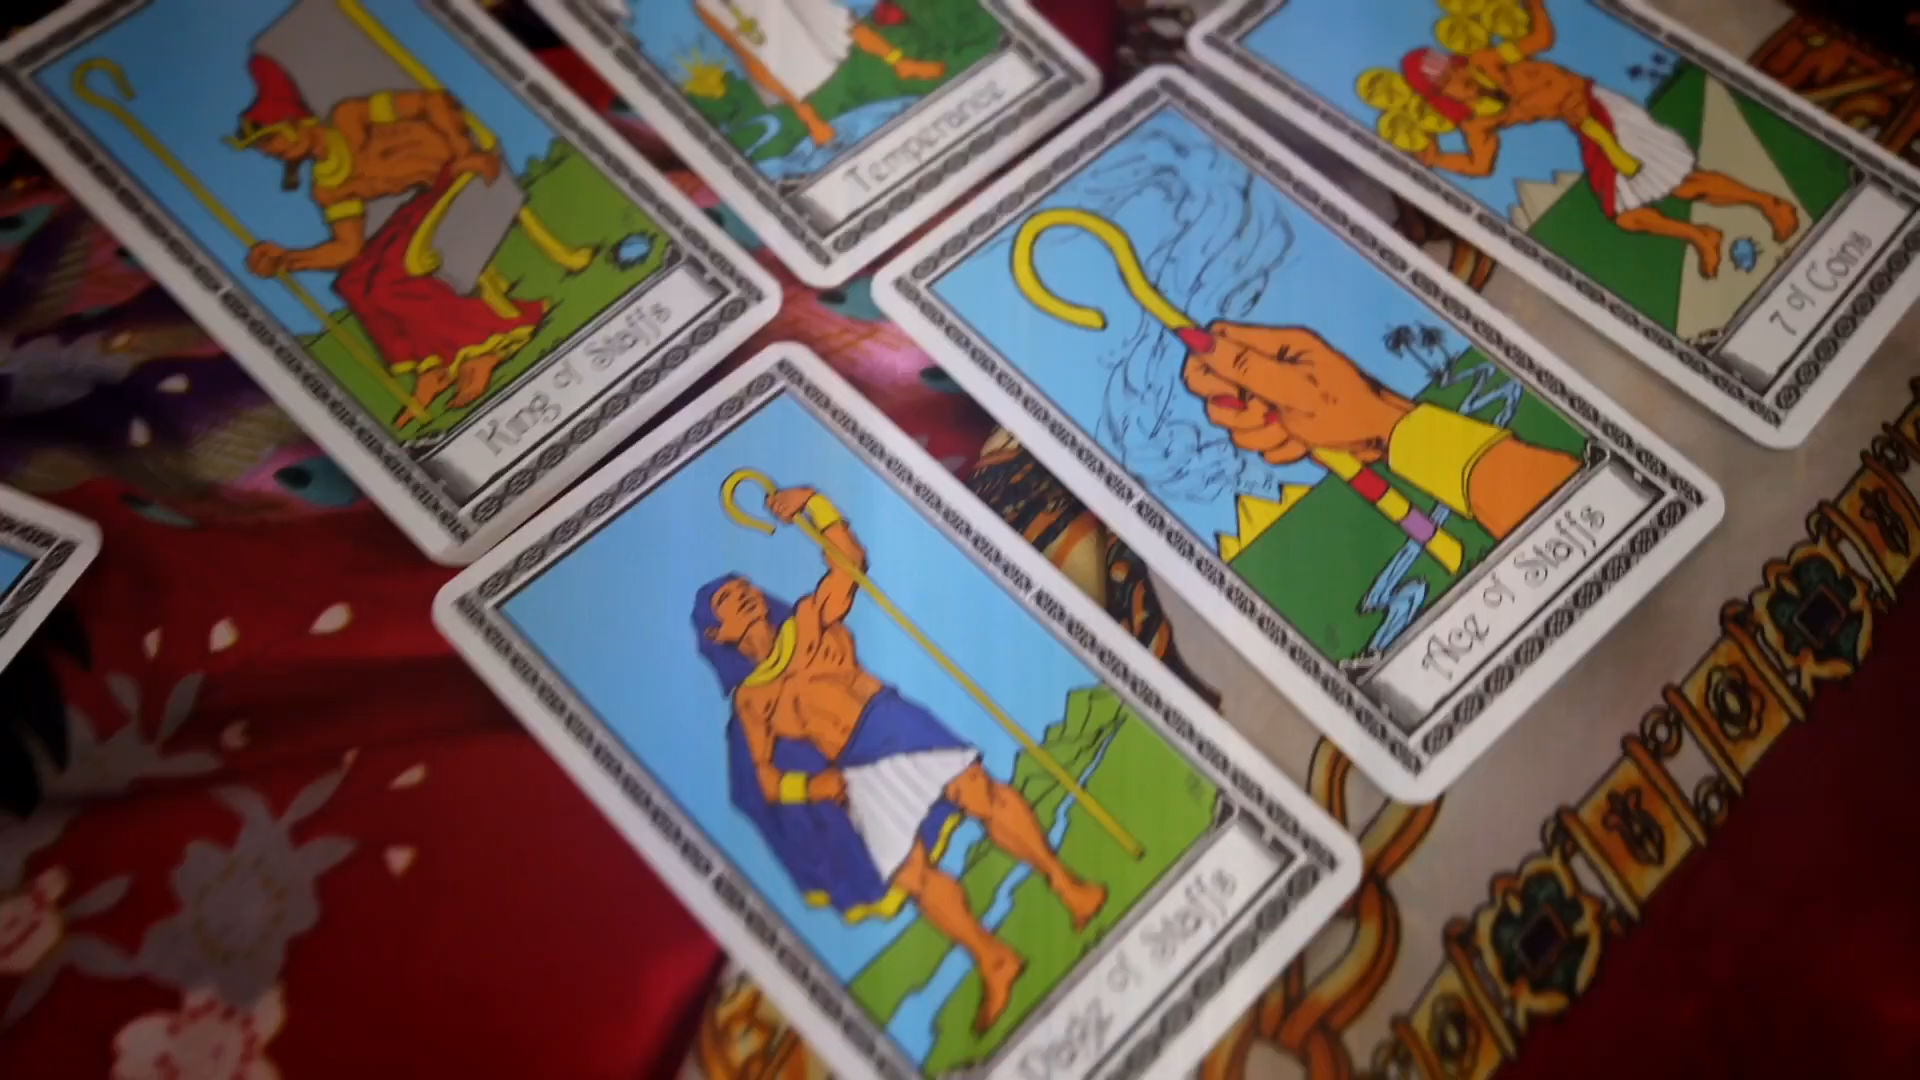 Temperance
7 of Coins
King of Staffs
Ace of Staffs
Page of Staffs